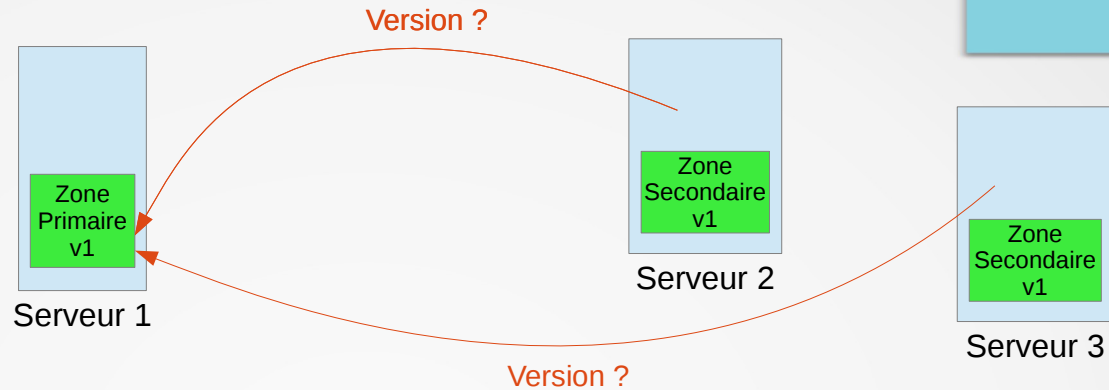 Version ?
Zone
Primaire
v1
Serveur 1
Zone
Secondaire
v1
Serveur 2
Zone
Secondaire
v1
Serveur 3
Version ?